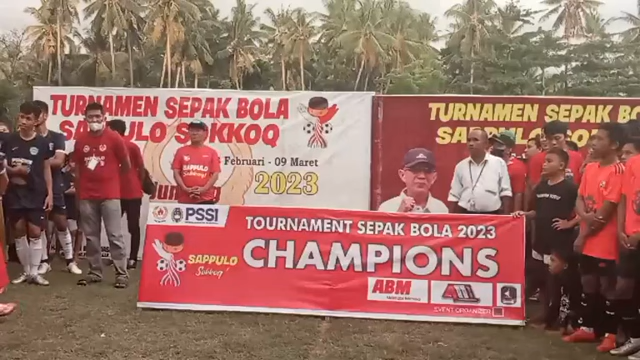 TURNAMEN SEPAK BOLA
SAPPULO SOKKOQ
Februari - 09 Maret
2023
TURNAMEN SEPAK BOLA
SAPPULO
SAPPULO
Sokkoq!
PSSI
TOURNAMENT SEPAK BOLA 2023
CHAMPIONS
SAPPULO
Sokkoq!
ABM
EVENT ORGANIZER